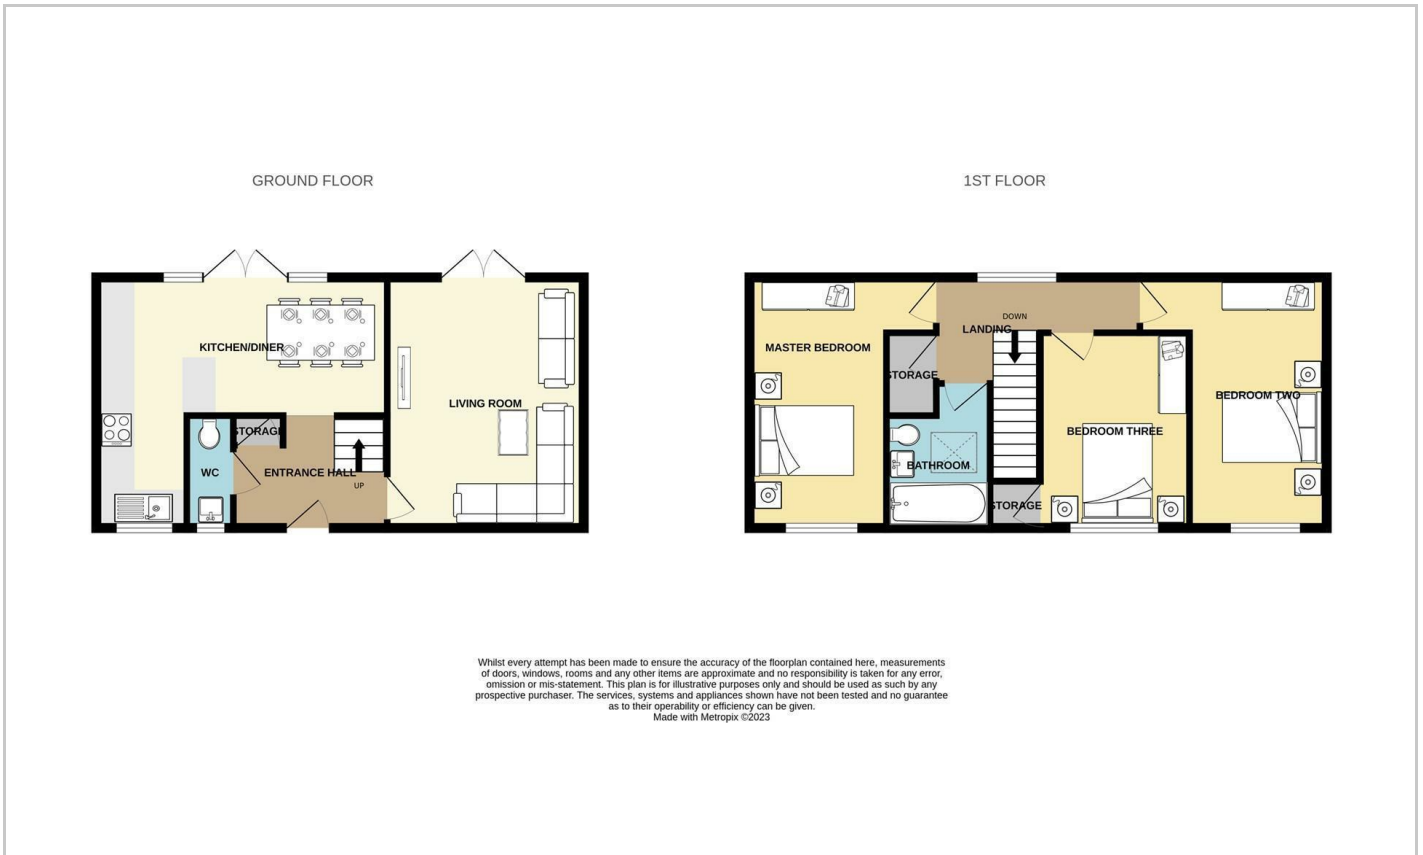 GROUND FLOOR
1ST FLOOR
KITCHEN/DINER
LIVING ROOM
STORAGE
WC
ENTRANCE HALL
UP
DOWN
LANDING
MASTER BEDROOM
STORAGE
BEDROOM TWO
BEDROOM THREE
BATHROOM
STORAGE
Whilst every attempt has been made to ensure the accuracy of the floorplan contained here, measurements
of doors, windows, rooms and any other items are approximate and no responsibility is taken for any error,
omission or mis-statement. This plan is for illustrative purposes only and should be used as such by any
prospective purchaser. The services, systems and appliances shown have not been tested and no guarantee
as to their operability or efficiency can be given.
Made with Metropix ©2023